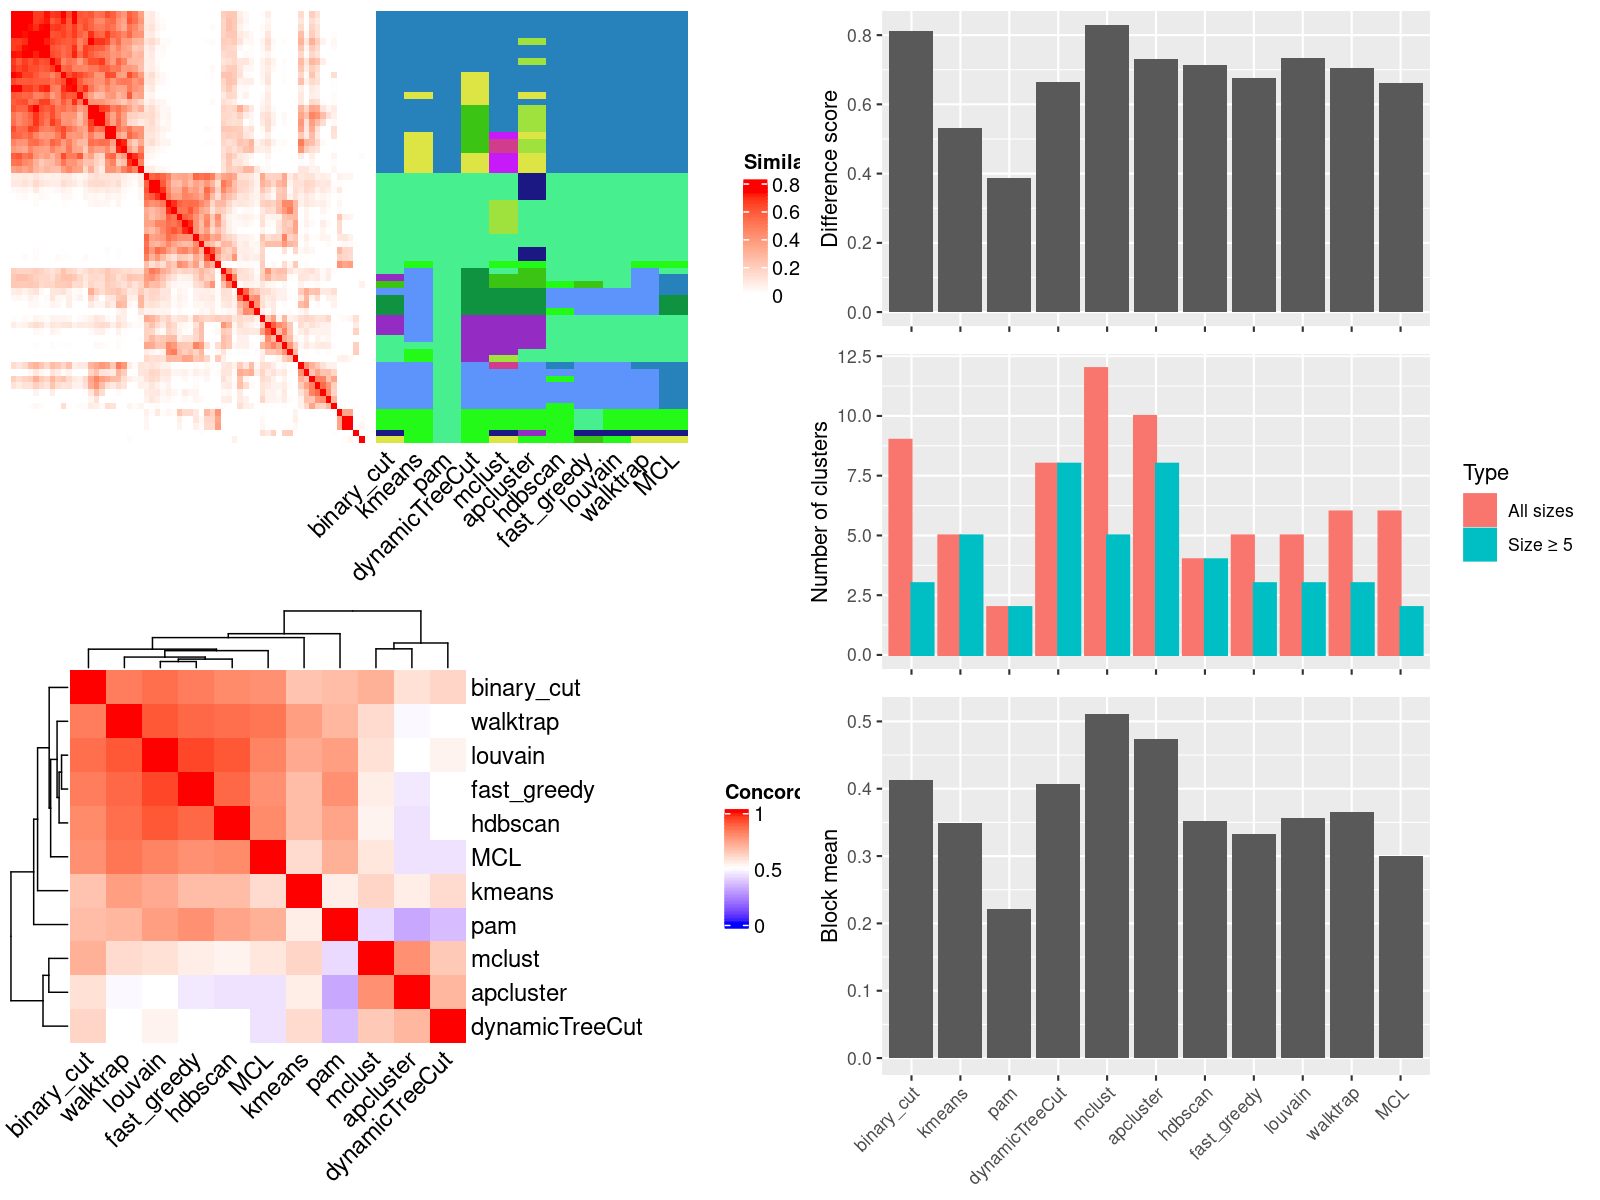 Simila
0.8
0.6
0.4
0.2
0
binary_cut
kmeans
pam
dynamicTreeCut
mclust
apcluster
hdbscan
fast_greedy
louvain
walktrap
MCL
Difference score
0.8
0.6
0.4
0.2
0.0
Number of clusters
12.5
10.0
7.5
5.0
2.5
0.0
Type
All sizes
Size ≥ 5
binary_cut
walktrap
louvain
fast_greedy
hdbscan
MCL
kmeans
pam
mclust
apcluster
dynamicTreeCut
binary_cut
walktrap
louvain
fast_greedy
hdbscan
MCL
kmeans
pam
mclust
apcluster
dynamicTreeCut
Concord
1
0.5
0
Block mean
0.5
0.4
0.3
0.2
0.1
0.0
binary_cut
kmeans
pam
dynamicTreeCut
mclust
apcluster
hdbscan
fast_greedy
louvain
walktrap
MCL